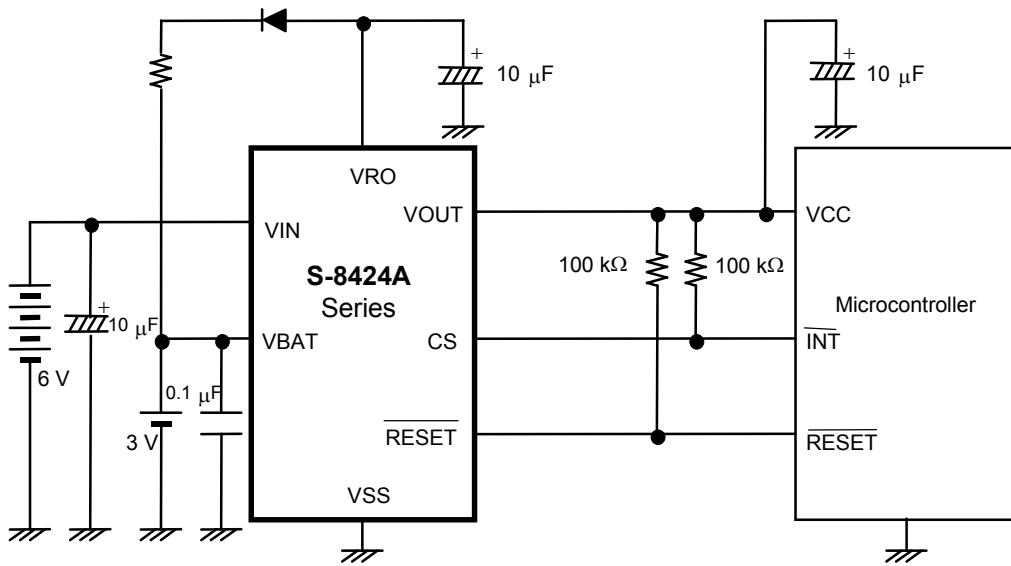 +
10 μF
+
10 μF
VRO
VIN
VOUT
VCC
S-8424A
Series
100 kΩ
100 kΩ
Microcontroller
+
10 μF
VBAT
CS
INT
6 V
0.1 μF
3 V
RESET
RESET
VSS